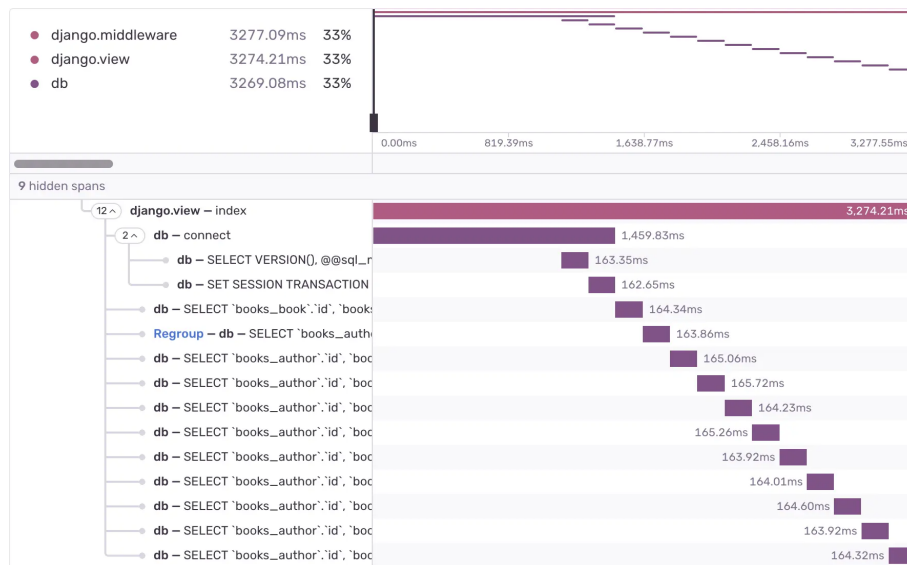 django.middleware 3277.09ms 33%
django.view 3274.21ms 33%
db 3269.08ms 33%
0.00ms 819.39ms 1,638.77ms 2,458.16ms 3,277.55ms
9 hidden spans
12 django.view — index 3,274.21ms
2 db — connect 1,459.83ms
db — SELECT VERSION(), @@sql_ 163.35ms
db — SET SESSION TRANSACTION 162.65ms
db — SELECT `books_book`.`id`, `books 164.34ms
Regroup — db — SELECT `books_autho 163.86ms
db — SELECT `books_author`.`id`, `boo 165.06ms
db — SELECT `books_author`.`id`, `boo 165.72ms
db — SELECT `books_author`.`id`, `boo 164.23ms
db — SELECT `books_author`.`id`, `boo 165.26ms
db — SELECT `books_author`.`id`, `boo 163.92ms
db — SELECT `books_author`.`id`, `boo 164.01ms
db — SELECT `books_author`.`id`, `boo 164.60ms
db — SELECT `books_author`.`id`, `boo 163.92ms
db — SELECT `books_author`.`id`, `boo 164.32ms